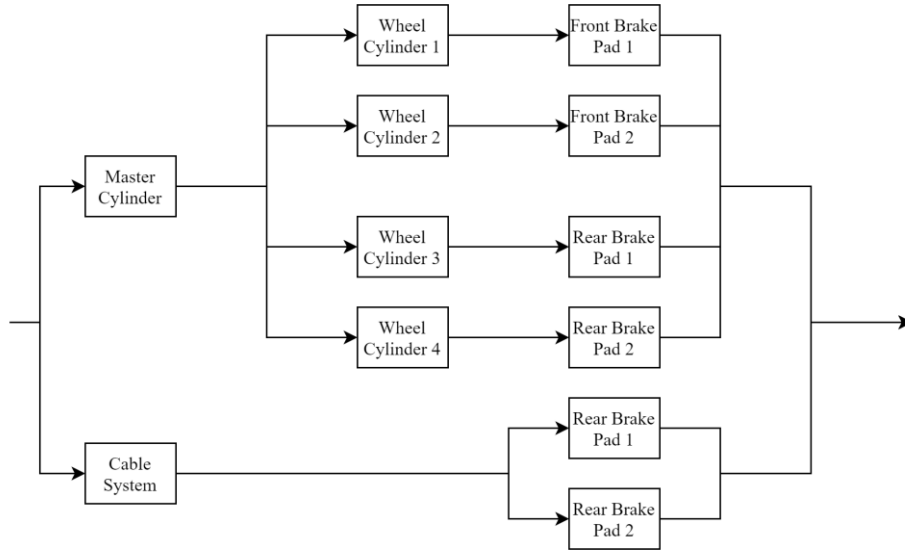 Wheel
Cylinder 1
Front Brake
Pad 1
Wheel
Cylinder 2
Front Brake
Pad 2
Master
Cylinder
Wheel
Cylinder 3
Rear Brake
Pad 1
Wheel
Cylinder 4
Rear Brake
Pad 2
Cable
System
Rear Brake
Pad 1
Rear Brake
Pad 2